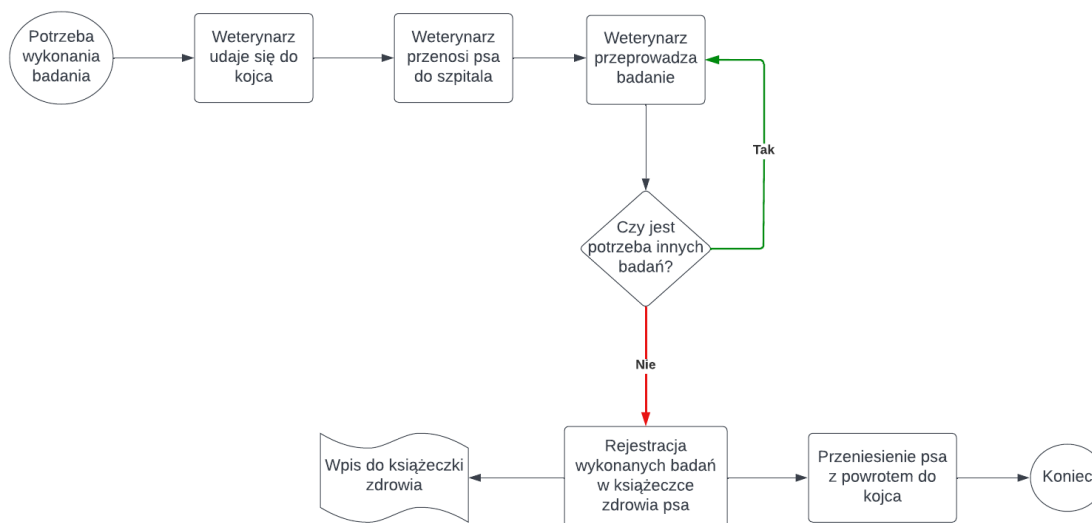 Potrzeba
wykonania
badania
Weterynarz
udaje się do
kojca
Weterynarz
przenosi psa
do szpitala
Weterynarz
przeprowadza
badanie
Tak
Czy jest
potrzeba innych
badań?
Nie
Wpis do książeczki
zdrowia
Rejestracja
wykonanych badań
w książeczce
zdrowia psa
Przeniesienie psa
z powrotem do
kojca
Koniec